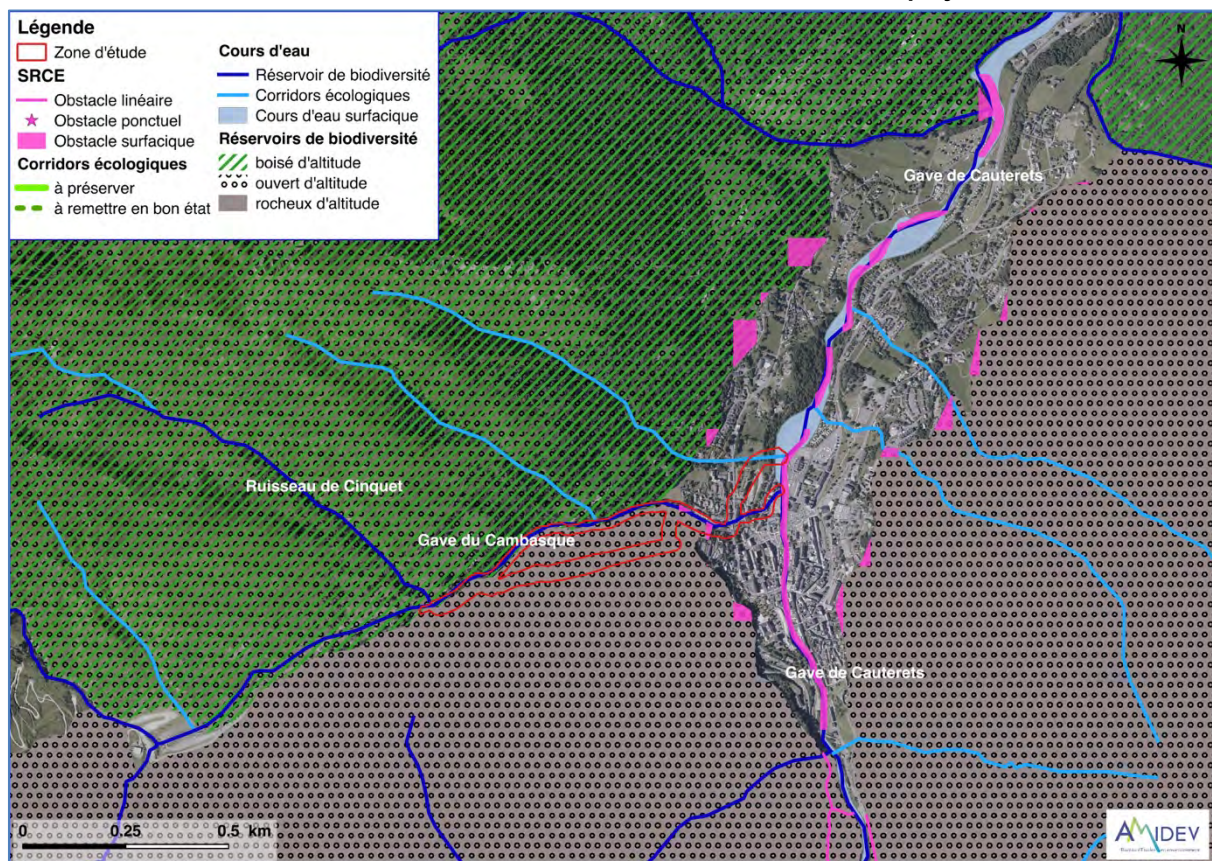 Légende
Zone d'étude
SRCE
Obstacle linéaire
Obstacle ponctuel
Obstacle surfacique
Corridors écologiques
à préserver
à remettre en bon état
Cours d'eau
Réservoir de biodiversité
Corridors écologiques
Cours d'eau surfacique
Réservoirs de biodiversité
boisé d'altitude
ouvert d'altitude
rocheux d'altitude
N
Gave de Cauterets
Ruisseau de Cinquet
Gave du Cambasque
Gave de Cauterets
0 0.25 0.5 km
AMIDEV